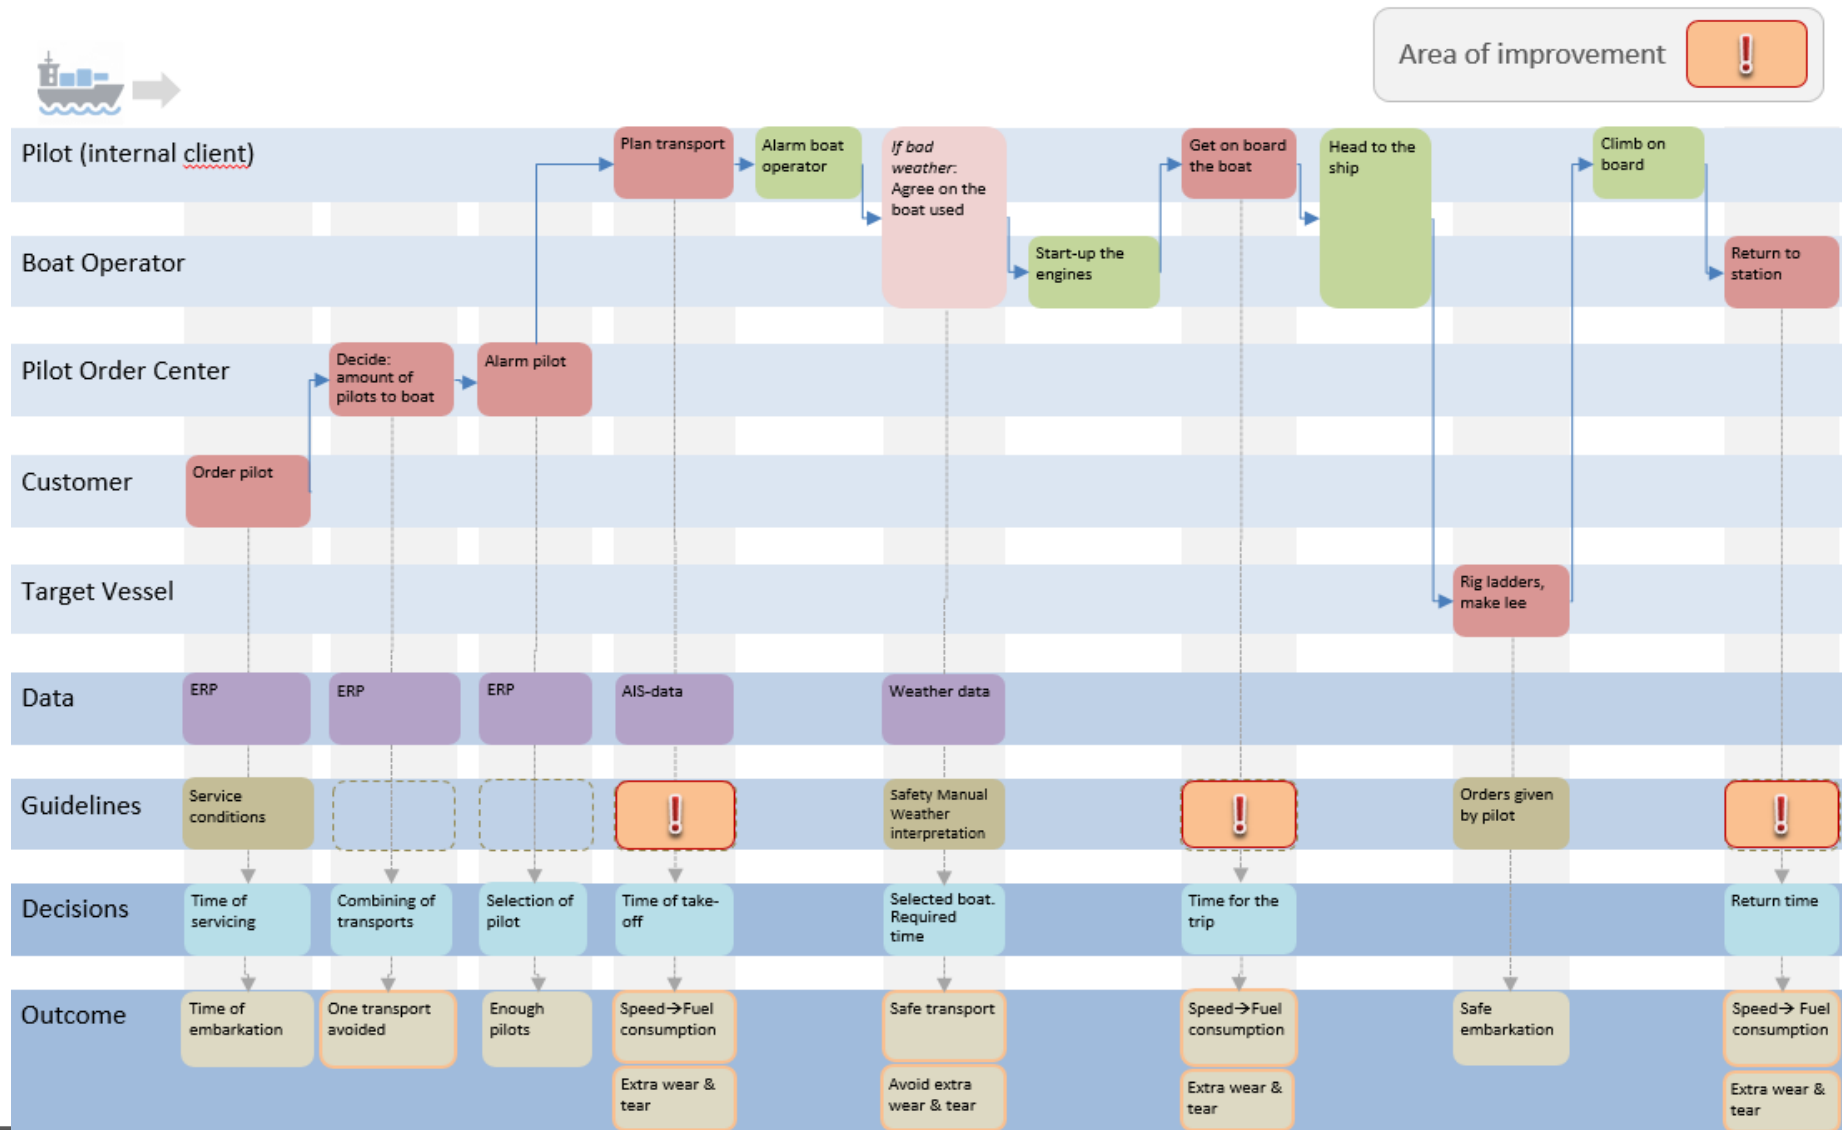 Area of improvement
Pilot (internal client)
Plan transport
Alarm boat
operator
If bad
weather:
Agree on the
boat used
Get on board
the boat
Head to the
ship
Climb on
board
Boat Operator
Start-up the
engines
Return to
station
Pilot Order Center
Decide:
amount of
pilots to boat
Alarm pilot
Customer
Order pilot
Target Vessel
Rig ladders,
make lee
Data
ERP
ERP
ERP
AIS-data
Weather data
Guidelines
Service
conditions
Safety Manual
Weather
interpretation
Orders given
by pilot
Decisions
Time of
servicing
Combining of
transports
Selection of
pilot
Time of take-
off
Selected boat.
Required
time
Time for the
trip
Return time
Outcome
Time of
embarkation
One transport
avoided
Enough
pilots
Speed→Fuel
consumption
Safe transport
Speed→Fuel
consumption
Safe
embarkation
Speed→ Fuel
consumption
Extra wear &
tear
Avoid extra
wear & tear
Extra wear &
tear
Extra wear &
tear